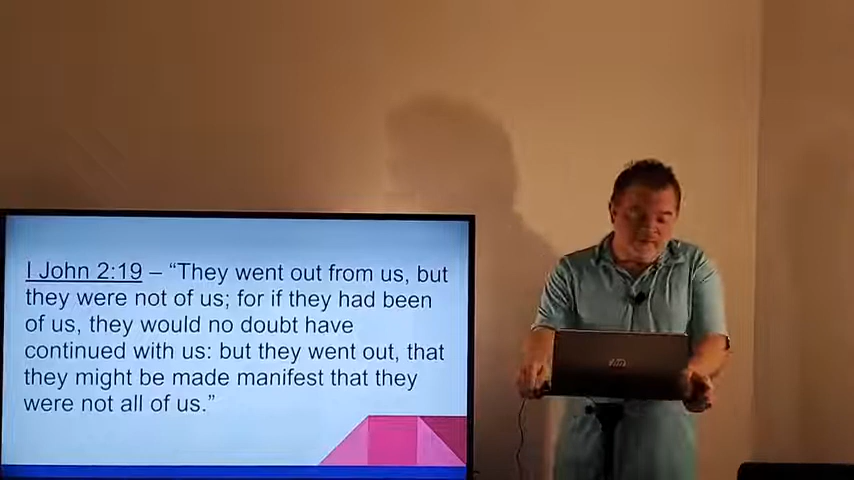 I John 2:19 – “They went out from us, but
they were not of us; for if they had been
of us, they would no doubt have
continued with us: but they went out, that
they might be made manifest that they
were not all of us.”
hp